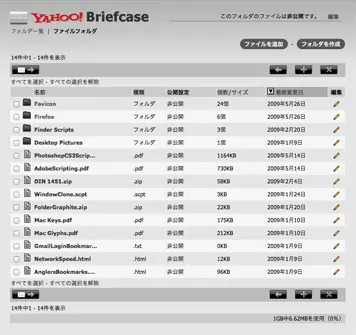 YAHOO! Briefcase
このフォルダのファイルは非公開です。 編集
フォルダ一覧 | ファイルフォルダ
ファイルを追加 - フォルダを作成
14件中1 - 14件を表示
すべてを選択 - すべての選択を解除
名前 種類 公開設定 個数/サイズ 最終変更日 編集
Favicon フォルダ 非公開 24個 2009年5月26日
Firefox フォルダ 非公開 6個 2009年5月26日
Finder Scripts フォルダ 非公開 3個 2009年2月20日
Desktop Pictures フォルダ 非公開 1個 2009年1月9日
PhotoshopCS3Scrip... .pdf 非公開 1164KB 2009年5月14日
AdobeScripting.pdf .pdf 非公開 730KB 2009年5月14日
DIN 1451.zip .zip 非公開 58KB 2009年2月4日
WindowClone.scpt .scpt 非公開 3KB 2009年1月24日
FolderGraphite.zip .zip 非公開 22KB 2009年1月20日
Mac Keys.pdf .pdf 非公開 175KB 2009年1月10日
Mac Glyphs.pdf .pdf 非公開 212KB 2009年1月10日
GmailLoginBookmar... .txt 非公開 0KB 2009年1月9日
NetworkSpeed.html .html 非公開 12KB 2009年1月9日
AnglersBookmarks.... .html 非公開 96KB 2009年1月9日
すべてを選択 - すべての選択を解除
14件中1 - 14件を表示
1GB中6.62MBを使用 (0%)